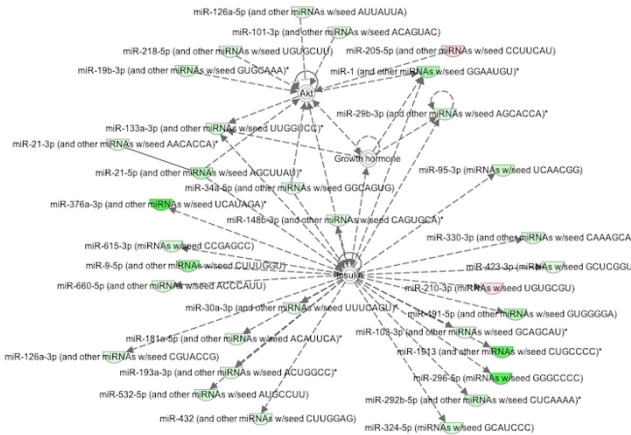 miR-126a-5p (and other miRNAs w/seed AUUAUUA)
miR-101-3p (and other miRNAs w/seed ACAGUAC)
miR-218-5p (and other miRNAs w/seed UGUGCUU)
miR-205-5p (and other miRNAs w/seed CCUUCAU)
miR-19b-3p (and other miRNAs w/seed GUGCAAA)*
miR-1 (and other miRNAs w/seed GGAAUGU)*
Akt
miR-29b-3p (and other miRNAs w/seed AGCACCA)*
miR-133a-3p (and other miRNAs w/seed UUGGUCC)*
miR-21-3p (and other miRNAs w/seed AACACCA)*
Growth hormone
miR-21-5p (and other miRNAs w/seed AGCUUAU)*
miR-95-3p (miRNAs w/seed UCAACGG)
miR-34a-5p (and other miRNAs w/seed GGCAGUG)
miR-376a-3p (and other miRNAs w/seed UCAUAGA)*
miR-148b-3p (and other miRNAs w/seed CAGUGCA)*
miR-330-3p (and other miRNAs w/seed CAAAGCA
miR-615-3p (miRNAs w/seed CCGAGCC)
miR-9-5p (and other miRNAs w/seed CUUUGGU)
miR-423-3p (and other miRNAs w/seed GCUCGGU
Insulin
miR-660-5p (and other miRNAs w/seed ACCCAUU)
miR-210-3p (miRNAs w/seed UGUGCGU)
miR-30a-3p (and other miRNAs w/seed UUUCAGU)*
miR-491-5p (and other miRNAs w/seed GUGGGGA)
miR-103-3p (and other miRNAs w/seed GCAGCAU)*
miR-181a-5p (and other miRNAs w/seed ACAUUCA)*
miR-1913 (and other miRNAs w/seed CUGCCCC)*
miR-126a-3p (and other miRNAs w/seed CGUACCG)
miR-193a-3p (and other miRNAs w/seed ACUGGCC)*
miR-296-5p (miRNAs w/seed GGGCCCC)
miR-532-5p (and other miRNAs w/seed AUGCCUU)
miR-292b-5p (and other miRNAs w/seed CUCAAAA)*
miR-432 (and other miRNAs w/seed CUUGGAG)
miR-324-5p (miRNAs w/seed GCAUCCC)